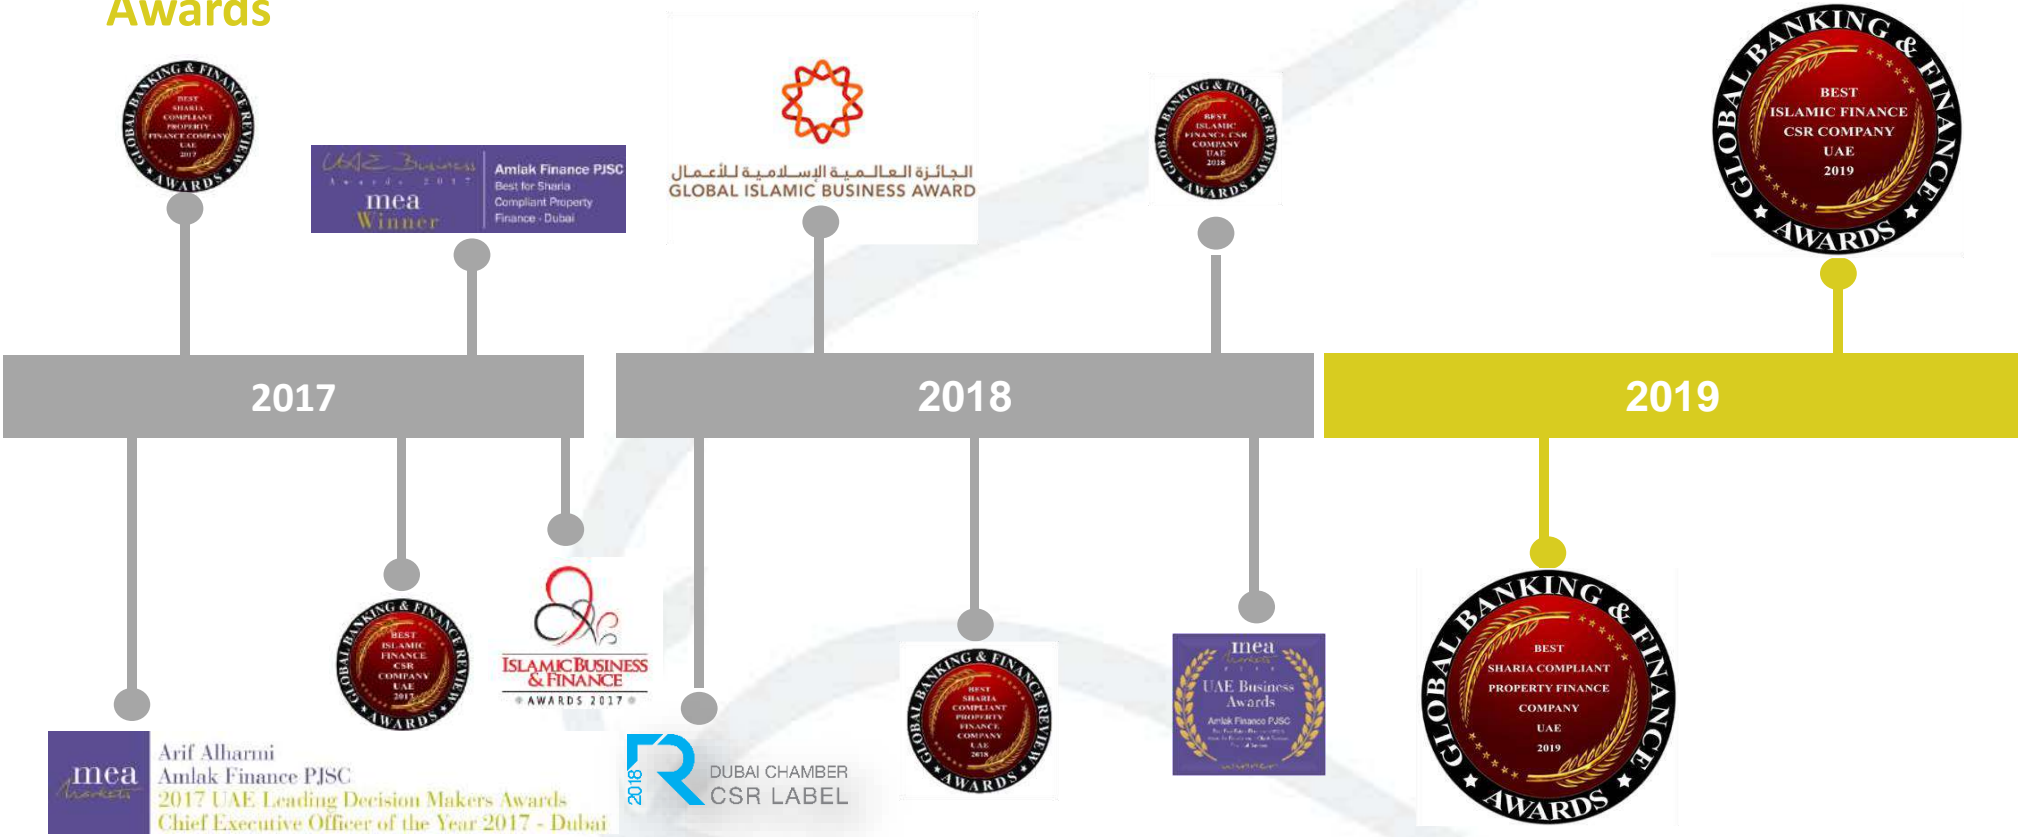 Awards
GLOBAL BANKING & FINANCE REVIEW
BEST
SHARIA
COMPLIANT
PROPERTY
FINANCE COMPANY
UAE
2017
AWARDS
UAE Business
Awards 2017
mea
Winner
Amlak Finance PJSC
Best for Sharia
Compliant Property
Finance - Dubai
الجائزة العالمية الإسلامية للأعمال
GLOBAL ISLAMIC BUSINESS AWARD
GLOBAL BANKING & FINANCE REVIEW
BEST
ISLAMIC
FINANCE CSR
COMPANY
UAE
2018
AWARDS
GLOBAL BANKING & FINANCE
BEST
ISLAMIC FINANCE
CSR COMPANY
UAE
2019
AWARDS
2017
2018
2019
mea
Markets
Arif Alharmi
Amlak Finance PJSC
2017 UAE Leading Decision Makers Awards
Chief Executive Officer of the Year 2017 - Dubai
GLOBAL BANKING & FINANCE REVIEW
BEST
ISLAMIC
FINANCE
CSR
COMPANY
UAE
2017
AWARDS
ISLAMIC BUSINESS
& FINANCE
AWARDS 2017
2018
DUBAI CHAMBER
CSR LABEL
GLOBAL BANKING & FINANCE REVIEW
BEST
SHARIA
COMPLIANT
PROPERTY
FINANCE
COMPANY
UAE
2018
AWARDS
mea
Markets
UAE Business
Awards
Amlak Finance PJSC
winner
GLOBAL BANKING & FINANCE
BEST
SHARIA COMPLIANT
PROPERTY FINANCE
COMPANY
UAE
2019
AWARDS